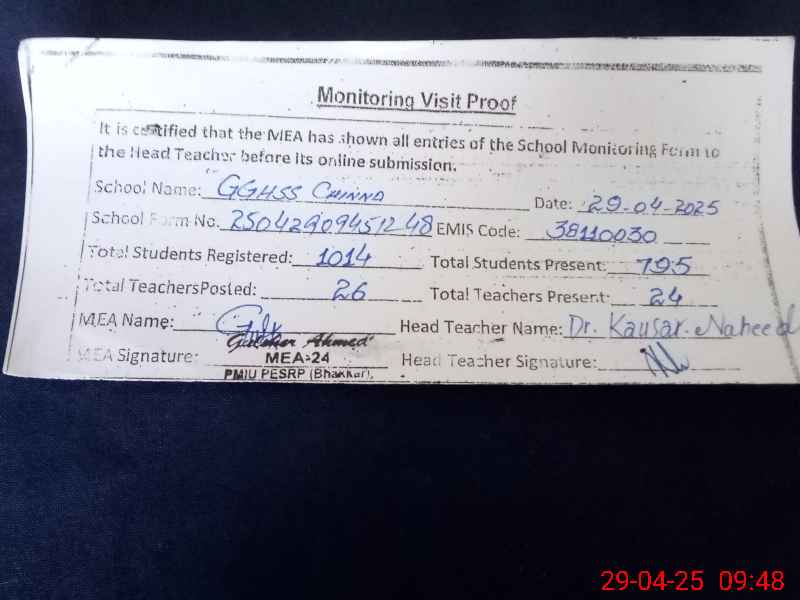 Monitoring Visit Proof
It is certified that the MEA has shown all entries of the School Monitoring Form to
the Head Teacher before its online submission.
School Name: GGHSS CHINNA Date: 29-04-2025
School Form No. 25042909451248 EMIS Code: 38110030
Total Students Registered: 1014 Total Students Present: 795
Total Teachers Posted: 26 Total Teachers Present: 24
MEA Name: Head Teacher Name: Dr. Kausar Naheed
Ahmed
MEA Signature: MEA-24 Head Teacher Signature:
PMIU PESRP (Bhakkar).
29-04-25 09:48